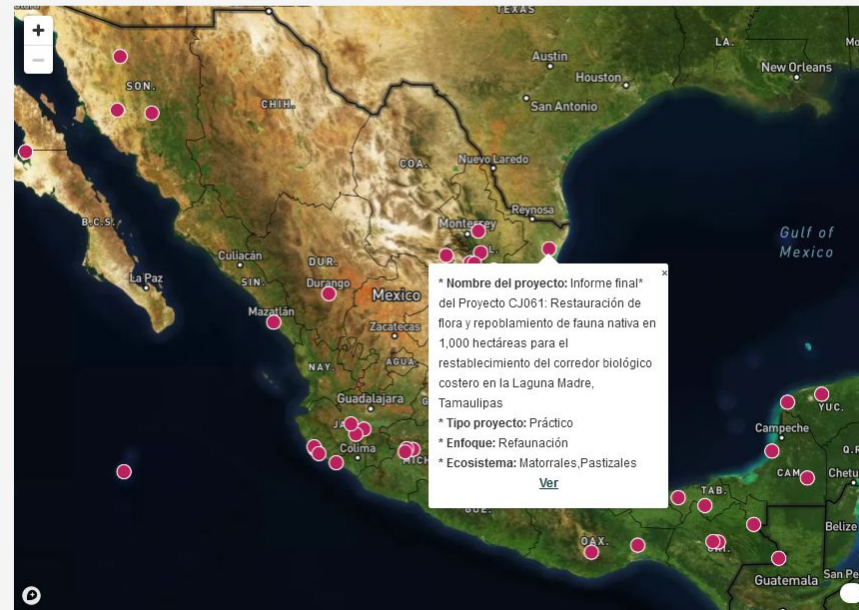 +
TEXAS
LA.
Austin
New Orleans
Houston
SON.
San Antonio
CHIH.
COA.
Nuevo Laredo
Reynosa
Monterrey
Gulf of
Mexico
B.C.S.
Culiacán
La Paz
SIN.
DUR.
Durango
Mexico
Mazatlán
Zacatecas
NAY.
AGUA.
Guadalajara
Colima
×
* Nombre del proyecto: Informe final*
del Proyecto CJ061: Restauración de
flora y repoblamiento de fauna nativa en
1,000 hectáreas para el
restablecimiento del corredor biológico
costero en la Laguna Madre,
Tamaulipas
* Tipo proyecto: Práctico
* Enfoque: Refaunación
* Ecosistema: Matorrales,Pastizales
Ver
YUC.
Campeche
CAM.
Chetu
TAB.
Belize
OAX.
Guatemala
San Pe